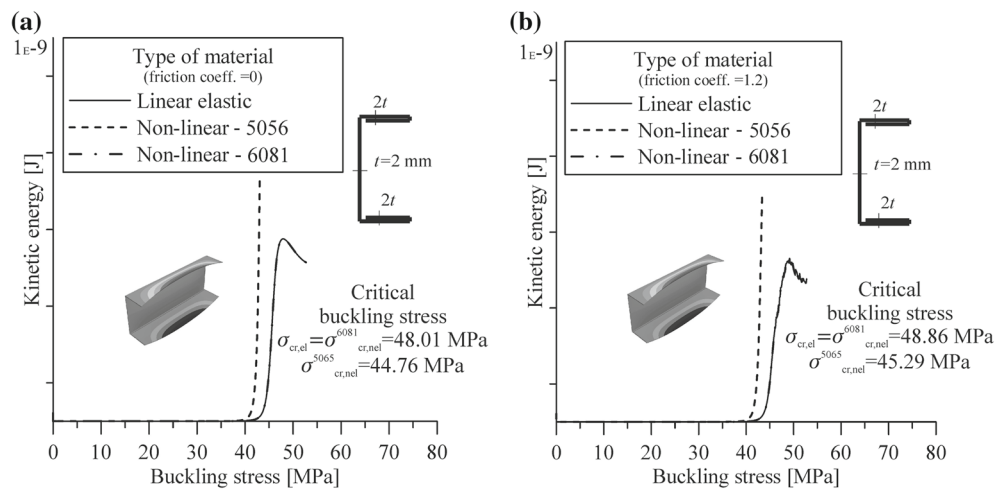 (a)
1E-9
Type of material
(friction coeff. =0)
Linear elastic
Non-linear - 5056
Non-linear - 6081
2t
t=2 mm
2t
Kinetic energy [J]
Critical
buckling stress
σcr,el=σ6081cr,nel=48.01 MPa
σ5065cr,nel=44.76 MPa
0 10 20 30 40 50 60 70 80
Buckling stress [MPa]
(b)
1E-9
Type of material
(friction coeff. =1.2)
Linear elastic
Non-linear - 5056
Non-linear - 6081
2t
t=2 mm
2t
Kinetic energy [J]
Critical
buckling stress
σcr,el=σ6081cr,nel=48.86 MPa
σ5065cr,nel=45.29 MPa
0 10 20 30 40 50 60 70 80
Buckling stress [MPa]